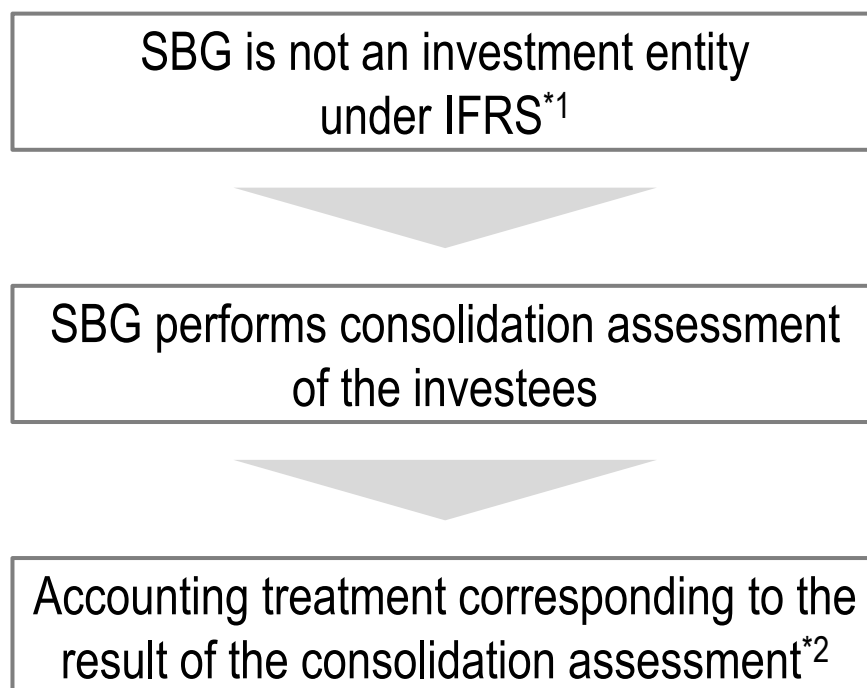 SBG is not an investment entity
under IFRS*1
SBG performs consolidation assessment
of the investees
Accounting treatment corresponding to the
result of the consolidation assessment*2